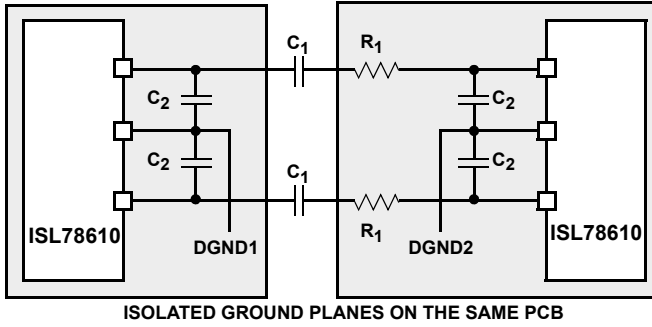 C1
R1
C2
C2
C2
C2
C1
R1
ISL78610
DGND1
DGND2
ISL78610
ISOLATED GROUND PLANES ON THE SAME PCB